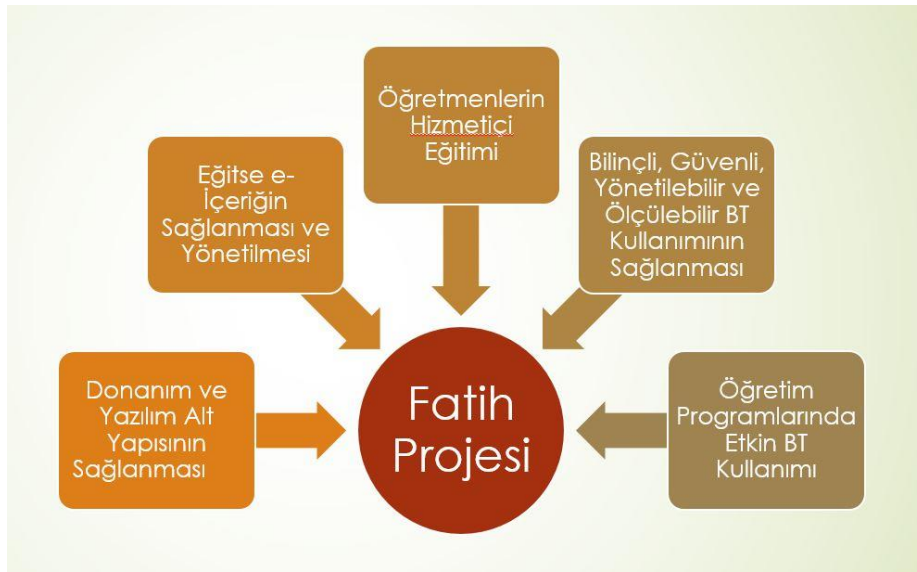 Öğretmenlerin
Hizmetiçi
Eğitimi
Eğitse e-
İçeriğin
Sağlanması ve
Yönetilmesi
Bilinçli, Güvenli,
Yönetilebilir ve
Ölçülebilir BT
Kullanımının
Sağlanması
Donanım ve
Yazılım Alt
Yapısının
Sağlanması
Fatih
Projesi
Öğretim
Programlarında
Etkin BT
Kullanımı